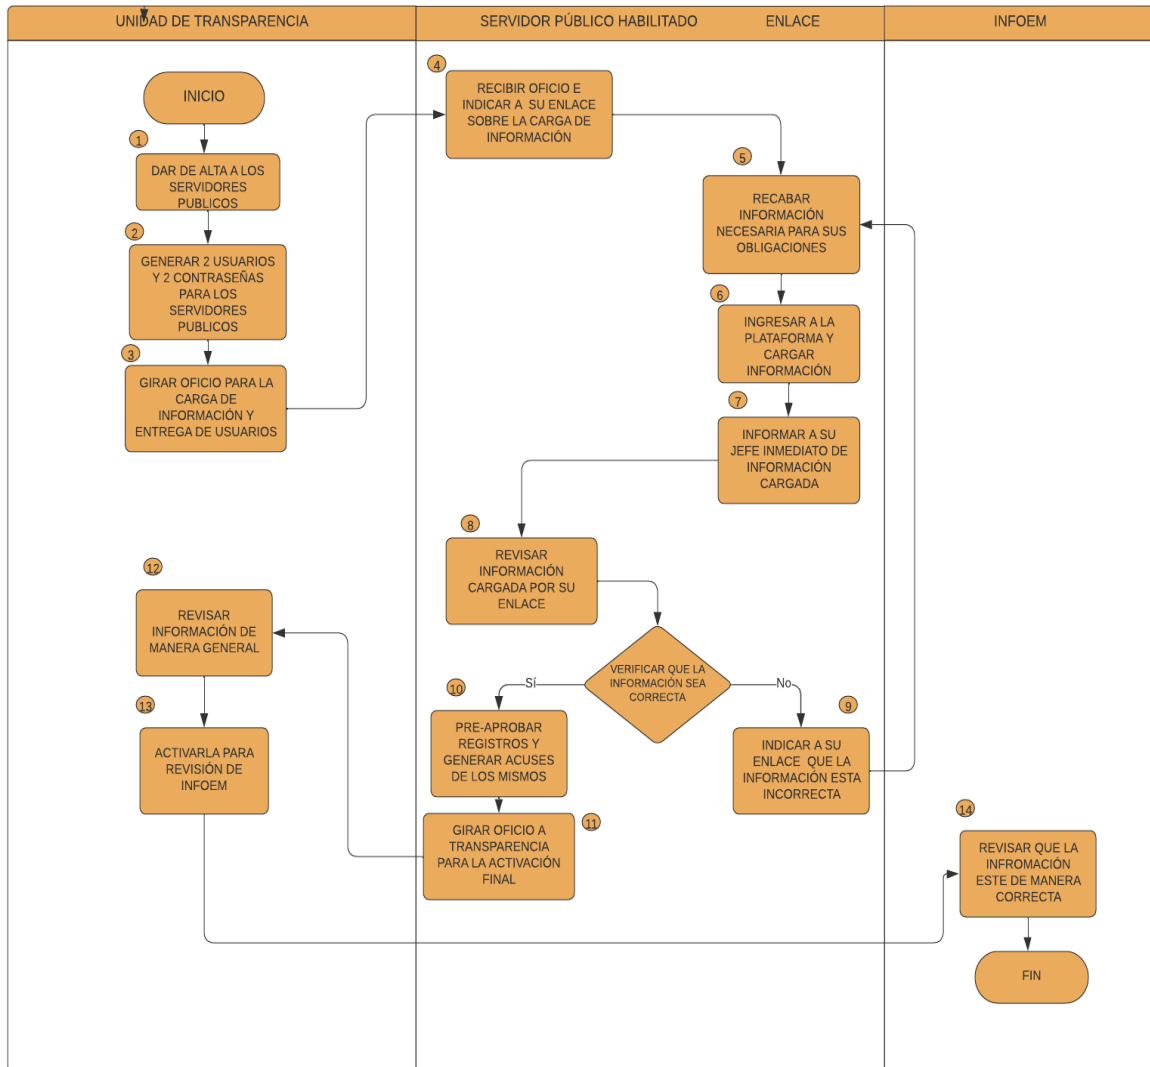 UNIDAD DE TRANSPARENCIA
SERVIDOR PÚBLICO HABILITADO
ENLACE
INFOEM
INICIO
1
DAR DE ALTA A LOS
SERVIDORES
PUBLICOS
2
GENERAR 2 USUARIOS
Y 2 CONTRASEÑAS
PARA LOS
SERVIDORES
PUBLICOS
3
GIRAR OFICIO PARA LA
CARGA DE
INFORMACIÓN Y
ENTREGA DE USUARIOS
4
RECIBIR OFICIO E
INDICAR A SU ENLACE
SOBRE LA CARGA DE
INFORMACIÓN
5
RECABAR
INFORMACIÓN
NECESARIA PARA SUS
OBLIGACIONES
6
INGRESAR A LA
PLATAFORMA Y
CARGAR
INFORMACIÓN
7
INFORMAR A SU
JEFE INMEDIATO DE
INFORMACIÓN
CARGADA
8
REVISAR
INFORMACIÓN
CARGADA POR SU
ENLACE
VERIFICAR QUE LA
INFORMACIÓN SEA
CORRECTA
Sí
No
9
INDICAR A SU
ENLACE QUE LA
INFORMACIÓN ESTA
INCORRECTA
10
PRE-APROBAR
REGISTROS Y
GENERAR ACUSES
DE LOS MISMOS
11
GIRAR OFICIO A
TRANSPARENCIA
PARA LA ACTIVACIÓN
FINAL
12
REVISAR
INFORMACIÓN DE
MANERA GENERAL
13
ACTIVARLA PARA
REVISIÓN DE
INFOEM
14
REVISAR QUE LA
INFROMACIÓN
ESTE DE MANERA
CORRECTA
FIN